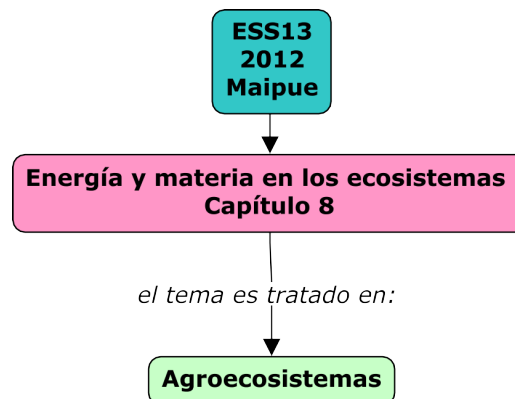 ESS13
2012
Maipue
Energía y materia en los ecosistemas
Capítulo 8
el tema es tratado en:
Agroecosistemas